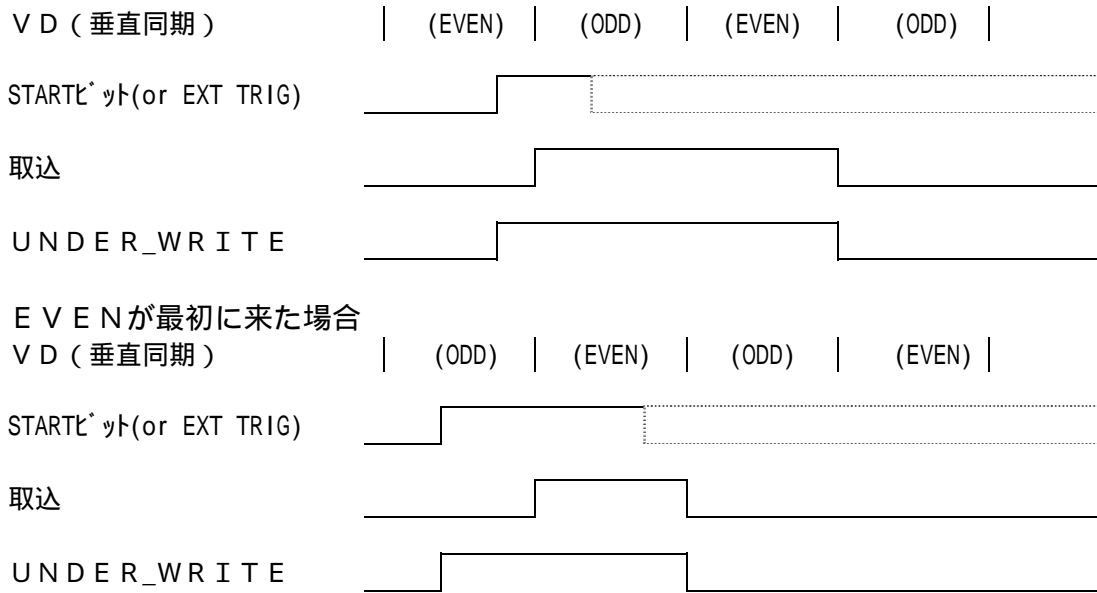 ＶＤ（垂直同期） (EVEN) (ODD) (EVEN) (ODD)
STARTﾋﾞｯﾄ(or EXT TRIG)
取込
ＵＮＤＥＲ_ＷＲＩＴＥ
ＥＶＥＮが最初に来た場合
ＶＤ（垂直同期） (ODD) (EVEN) (ODD) (EVEN)
STARTﾋﾞｯﾄ(or EXT TRIG)
取込
ＵＮＤＥＲ_ＷＲＩＴＥ